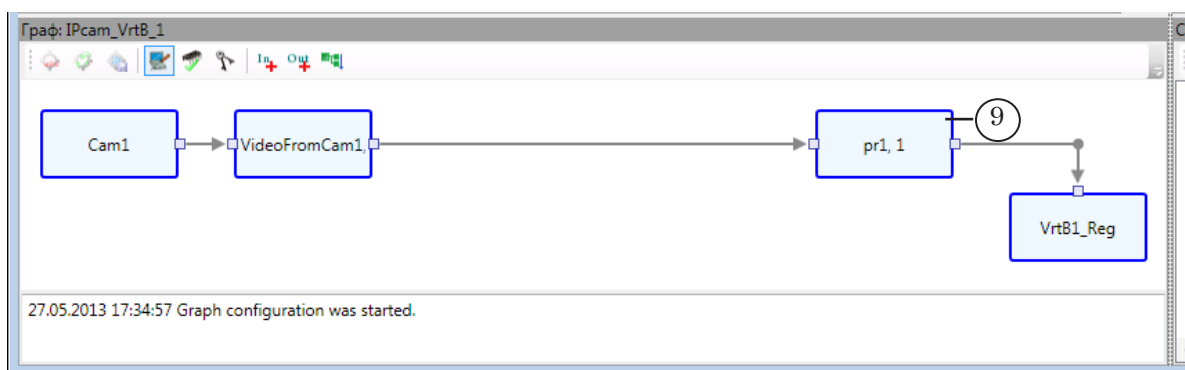 Граф: IPcam_VrtB_1
In Out
Cam1
VideoFromCam1,
pr1, 1
9
VrtB1_Reg
27.05.2013 17:34:57 Graph configuration was started.